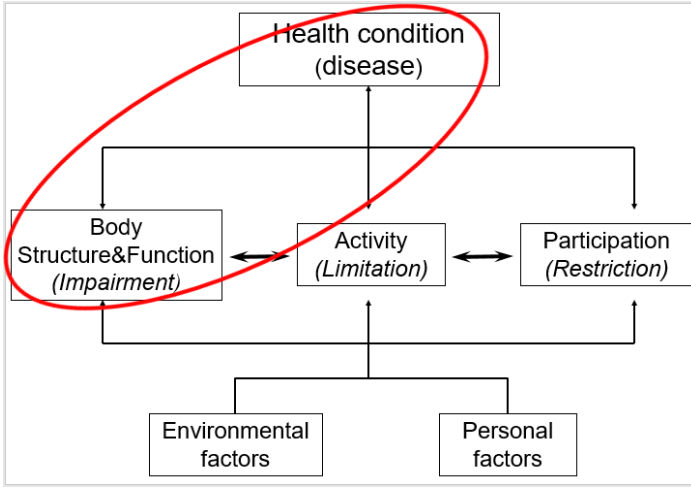 Health condition
(disease)
Body
Structure&Function
(Impairment)
Activity
(Limitation)
Participation
(Restriction)
Environmental
factors
Personal
factors